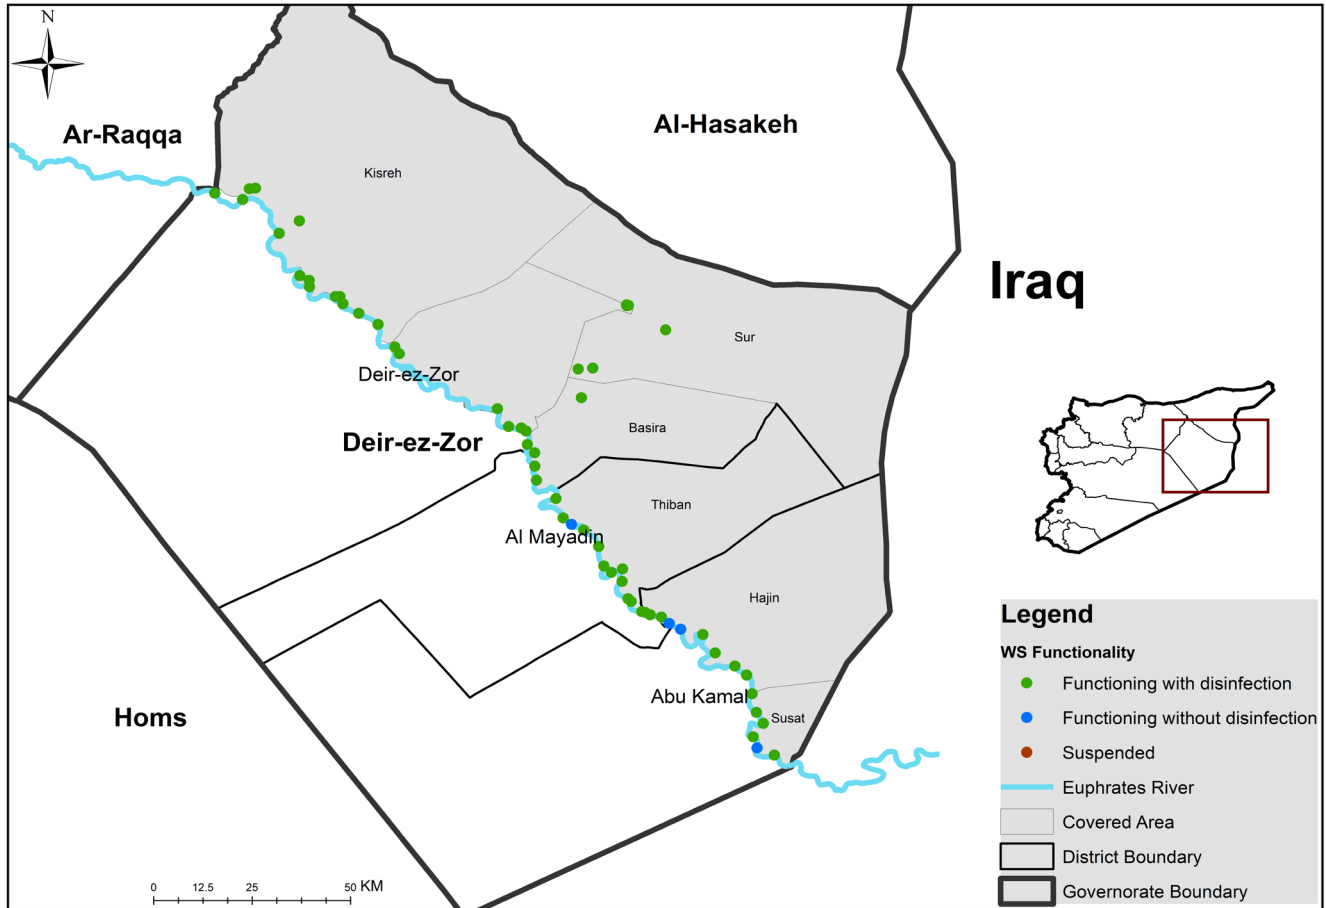 N
Ar-Raqqa
Al-Hasakeh
Kisreh
Iraq
Sur
Deir-ez-Zor
Basira
Deir-ez-Zor
Thiban
Al Mayadin
Hajin
Abu Kamal
Susat
Homs
Legend
WS Functionality
Functioning with disinfection
Functioning without disinfection
Suspended
Euphrates River
Covered Area
District Boundary
Governorate Boundary
0 12.5 25 50 KM